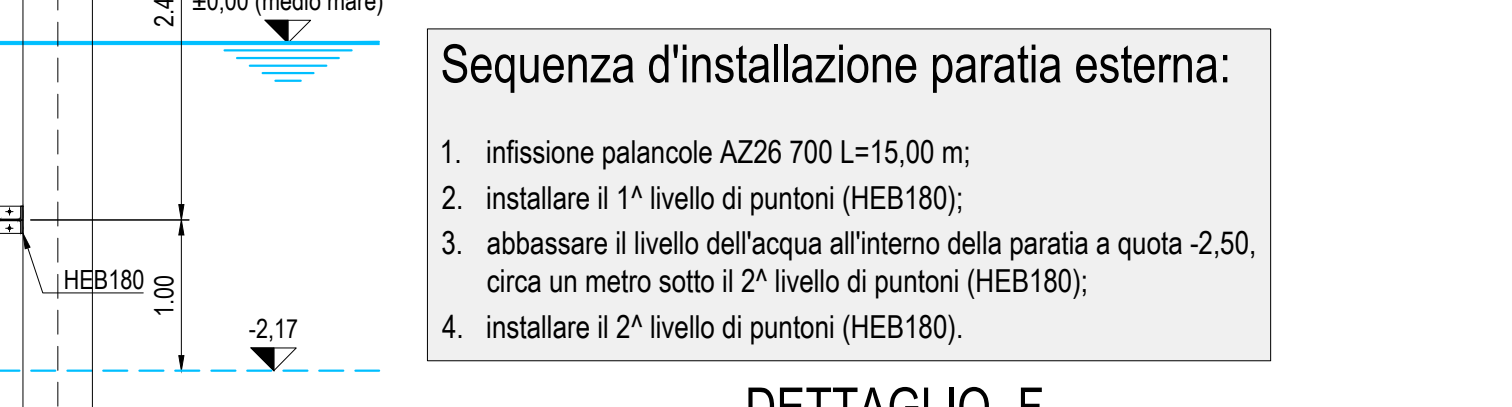 ±0,00 (medio mare)
2.4
Sequenza d'installazione paratia esterna:
1. infissione palancole AZ26 700 L=15,00 m;
2. installare il 1^ livello di puntoni (HEB180);
3. abbassare il livello dell'acqua all'interno della paratia a quota -2,50,
circa un metro sotto il 2^ livello di puntoni (HEB180);
4. installare il 2^ livello di puntoni (HEB180).
HEB180
1.00
-2,17
DETTAGLIO